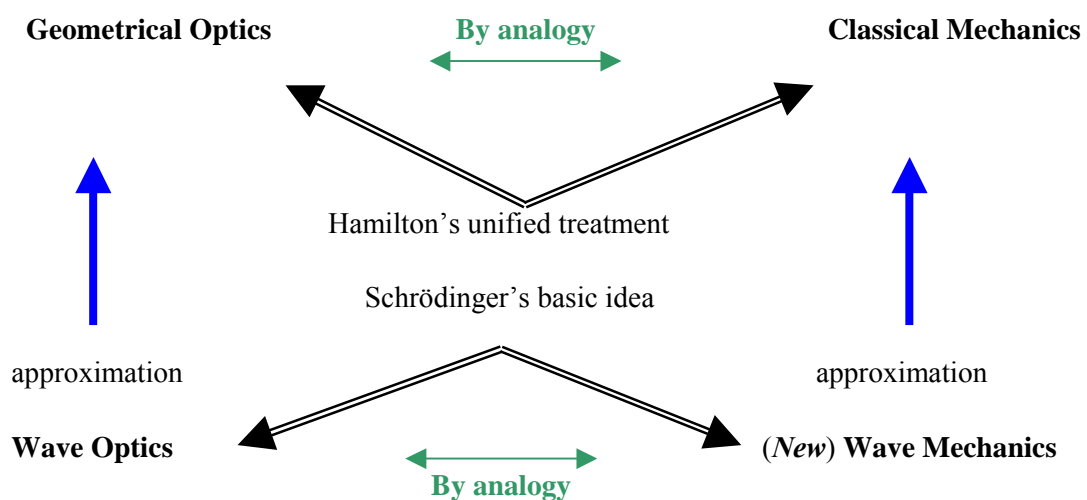 Geometrical Optics
By analogy
Classical Mechanics
Hamilton’s unified treatment
Schrödinger’s basic idea
approximation
approximation
Wave Optics
(New) Wave Mechanics
By analogy